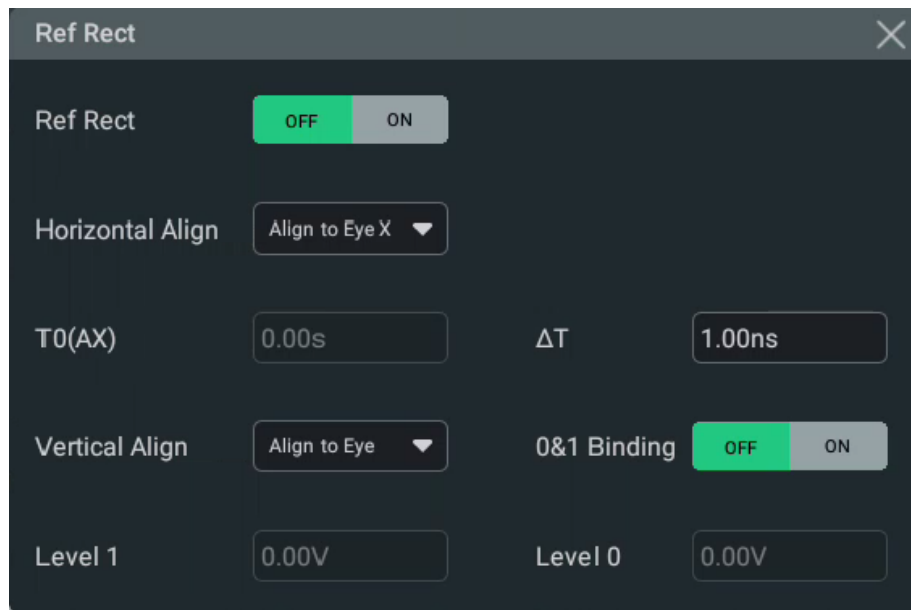 Ref Rect
Ref Rect OFF ON
Horizontal Align Align to Eye X
T0(AX) 0.00s ΔT 1.00ns
Vertical Align Align to Eye 0&1 Binding OFF ON
Level 1 0.00V Level 0 0.00V